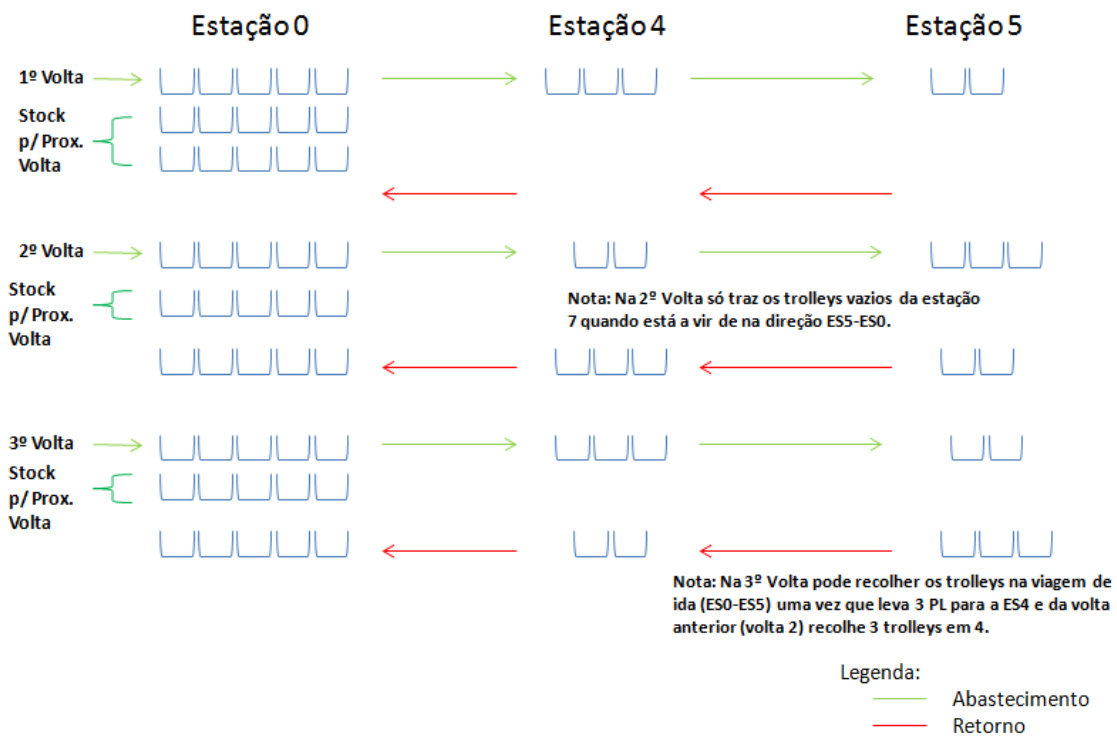 Estação 0
Estação 4
Estação 5
1º Volta
Stock
p/ Prox.
Volta
2º Volta
Stock
p/ Prox.
Volta
Nota: Na 2º Volta só traz os trolleys vazios da estação
7 quando está a vir de na direção ES5-ES0.
3º Volta
Stock
p/ Prox.
Volta
Nota: Na 3º Volta pode recolher os trolleys na viagem de
ida (ES0-ES5) uma vez que leva 3 PL para a ES4 e da volta
anterior (volta 2) recolhe 3 trolleys em 4.
Legenda:
Abastecimento
Retorno